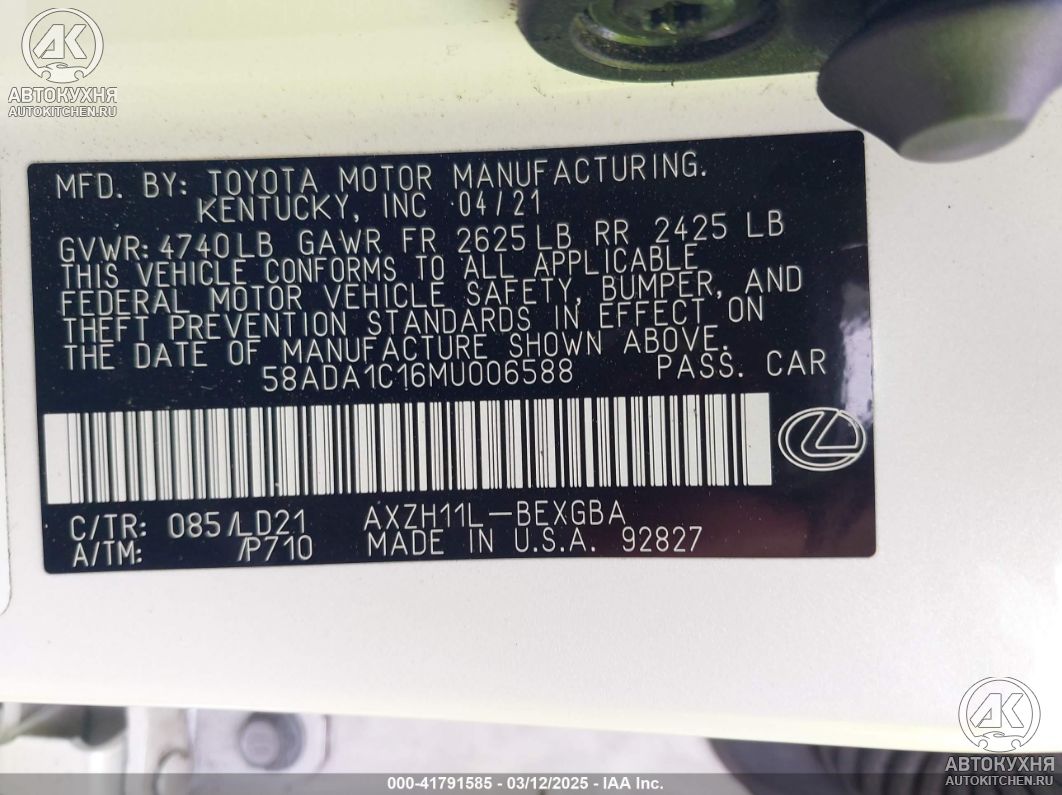 АК
АВТОКУХНЯ
AUTOKITCHEN.RU
MFD. BY: TOYOTA MOTOR MANUFACTURING.
KENTUCKY, INC 04/21
GVWR: 4740LB GAWR FR 2625LB RR 2425 LB
THIS VEHICLE CONFORMS TO ALL APPLICABLE
FEDERAL MOTOR VEHICLE SAFETY, BUMPER, AND
THEFT PREVENTION STANDARDS IN EFFECT ON
THE DATE OF MANUFACTURE SHOWN ABOVE.
58ADA1C16MU006588 PASS. CAR
C/TR: 085/LD21 AXZH11L-BEXGBA
A/TM: /P710 MADE IN U.S.A. 92827
АК
АВТОКУХНЯ
AUTOKITCHEN.RU
000-41791585 - 03/12/2025 - IAA Inc.